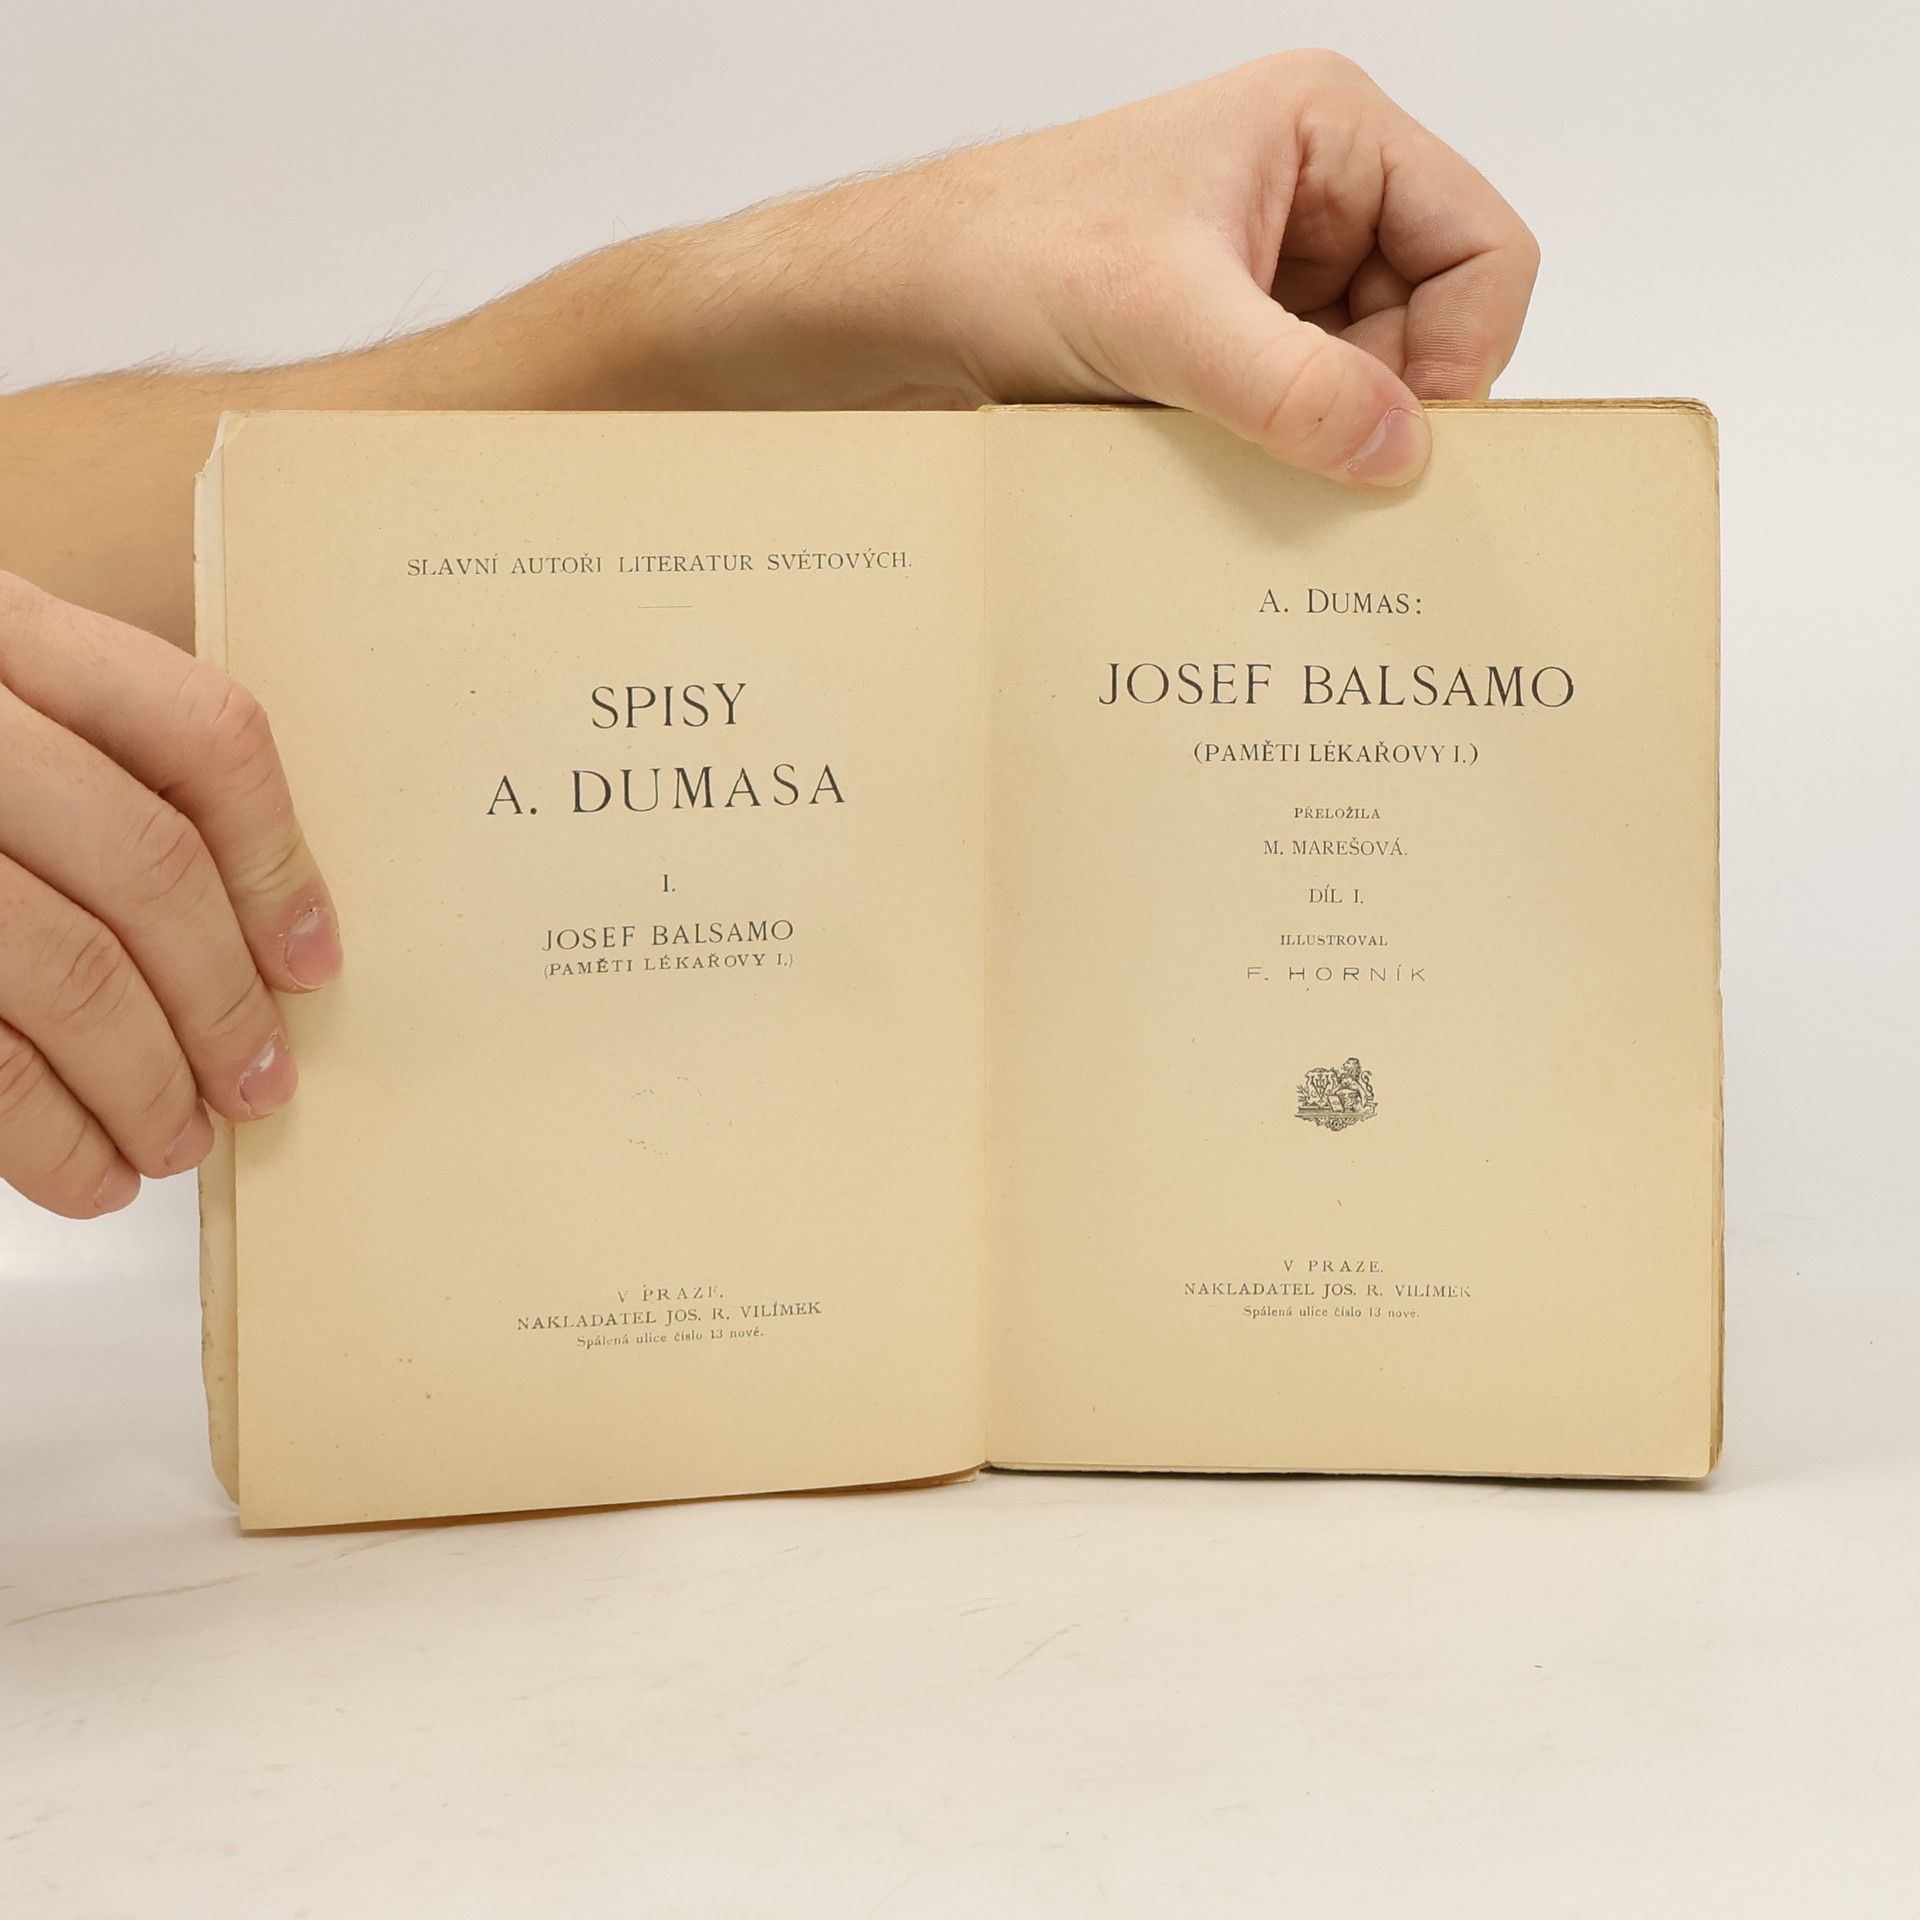 SLAVNÍ AUTOŘI LITERATUR SVĚTOVÝCH.
SPISY
A. DUMASA
I.
JOSEF BALSAMO
(PAMĚTI LÉKAŘOVY I.)
V PRAZE.
NAKLADATEL JOS. R. VILÍMEK
Spálená ulice číslo 13 nové.
A. DUMAS:
JOSEF BALSAMO
(PAMĚTI LÉKAŘOVY I.)
PŘELOŽILA
M. MAREŠOVÁ.
DÍL I.
ILLUSTROVAL
F. HORNÍK
V PRAZE.
NAKLADATEL JOS. R. VILÍMEK
Spálená ulice číslo 13 nové.